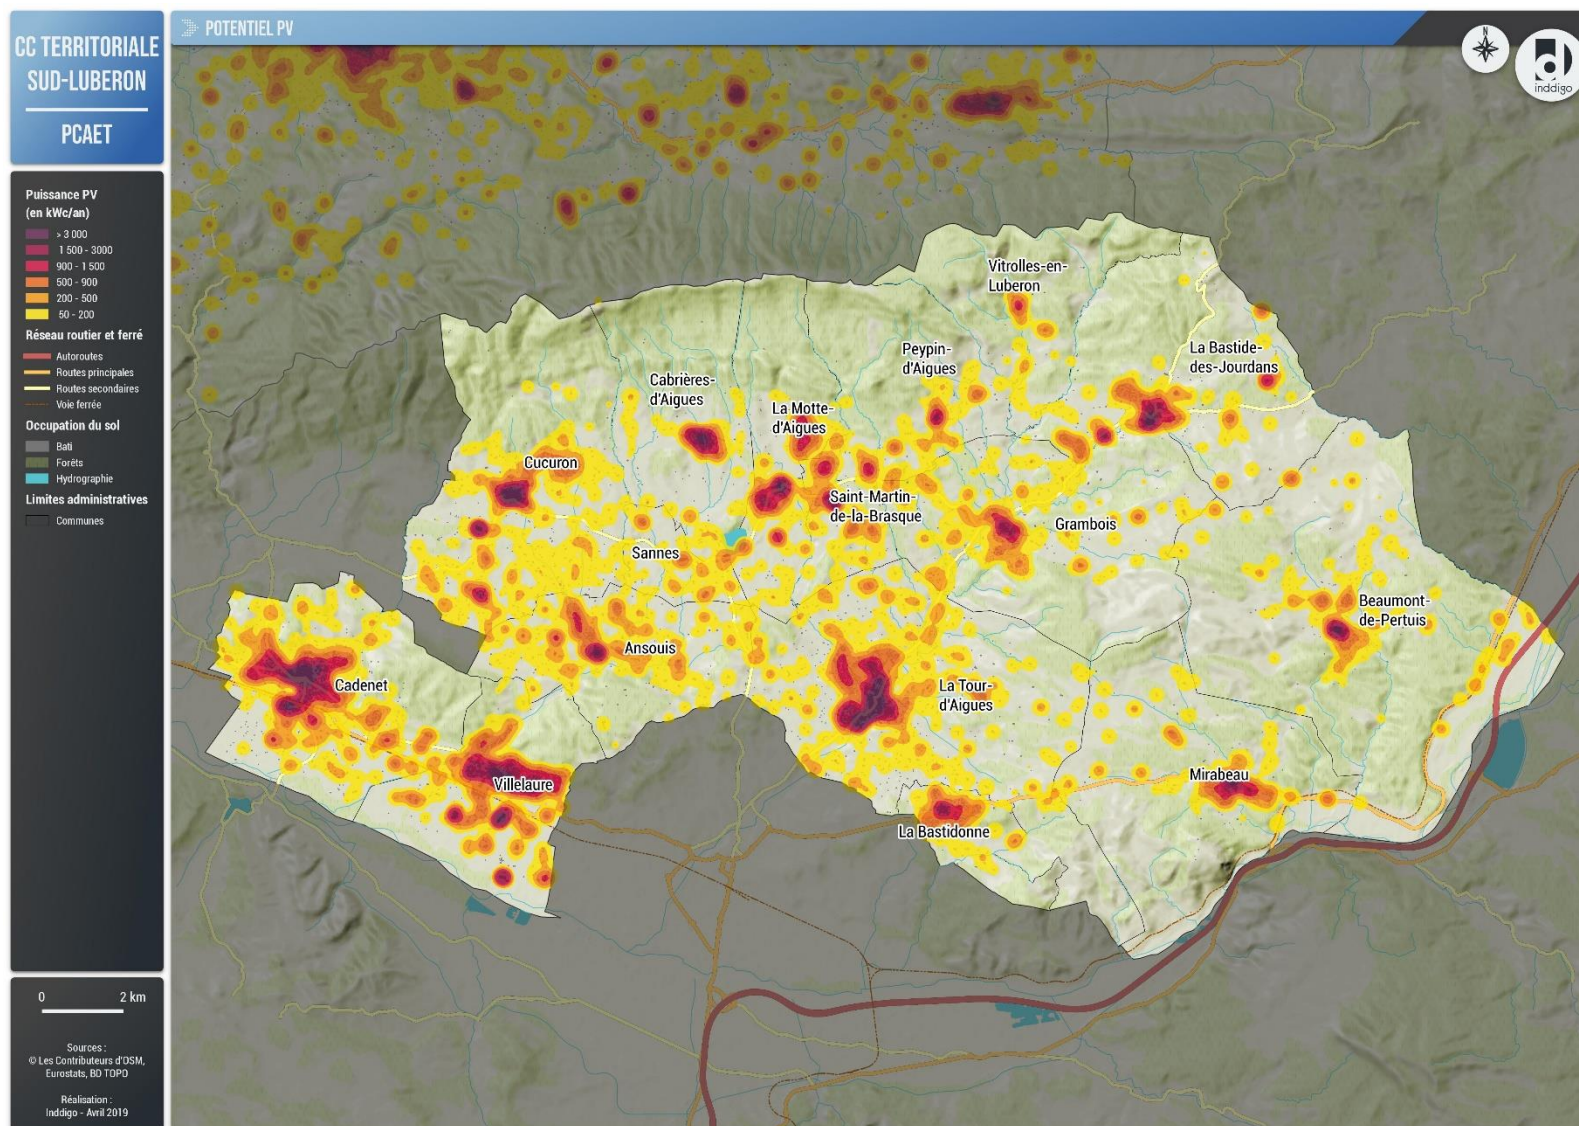 CC TERRITORIALE
SUD-LUBERON
PCAET
POTENTIEL PV
N
inddigo
Puissance PV
(en kWc/an)
> 3 000
1 500 - 3000
900 - 1 500
500 - 900
200 - 500
50 - 200
Réseau routier et ferré
Autoroutes
Routes principales
Routes secondaires
Voie ferrée
Occupation du sol
Bati
Forêts
Hydrographie
Limites administratives
Communes
Vitrolles-en-
Luberon
Peypin-
d'Aigues
La Bastide-
des-Jourdans
Cabrières-
d'Aigues
La Motte-
d'Aigues
Cucuron
Saint-Martin-
de-la-Brasque
Grambois
Sannes
Beaumont-
de-Pertuis
Ansouis
Cadenet
La Tour-
d'Aigues
Villelaure
Mirabeau
La Bastidonne
0 2 km
Sources :
© Les Contributeurs d'OSM,
Eurostats, BD TOPO
Réalisation :
Inddigo - Avril 2019